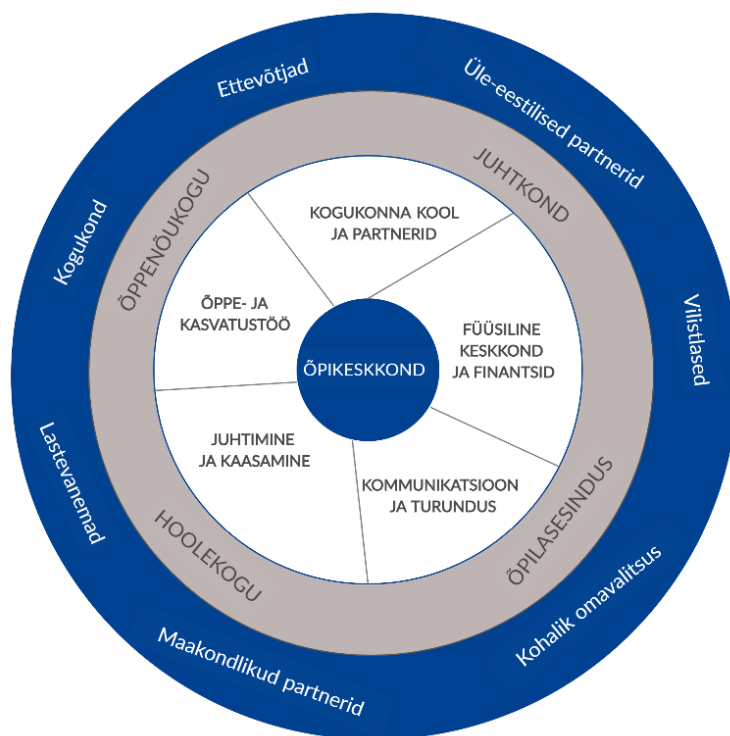 Ettevõtjad
Üle-eestilised partnerid
Vilistlased
Kohalik omavalitsus
Maakondlikud partnerid
Lastevanemad
Kogukond
ÕPPENÕUKOGU
JUHTKOND
ÕPILASESINDUS
HOOLEKOGU
KOGUKONNA KOOL
JA PARTNERID
FÜÜSILINE
KESKKOND
JA FINANTSID
KOMMUNIKATSIOON
JA TURUNDUS
JUHTIMINE
JA KAASAMINE
ÕPPE- JA
KASVATUSTÖÖ
ÕPIKESKKOND